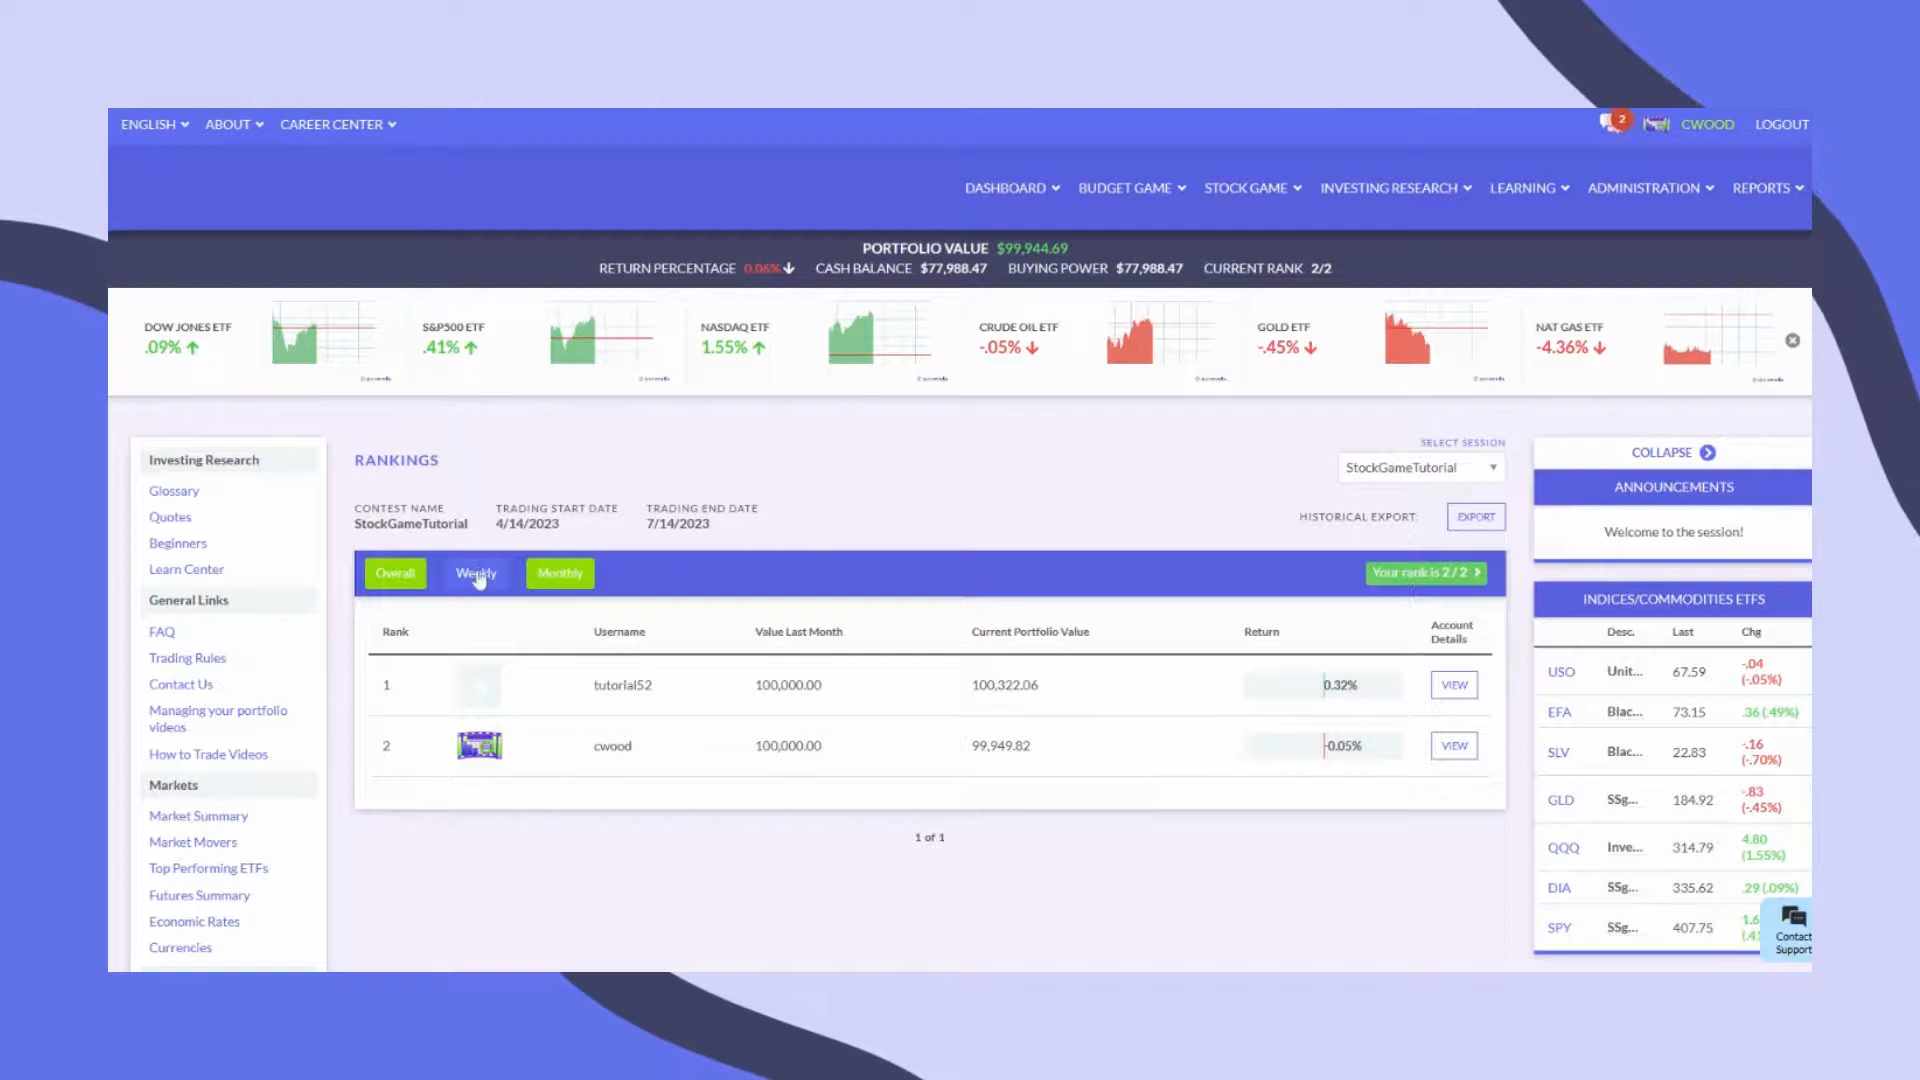 ENGLISH ABOUT CAREER CENTER
2 CWOOD LOGOUT
DASHBOARD BUDGET GAME STOCK GAME INVESTING RESEARCH LEARNING ADMINISTRATION REPORTS
PORTFOLIO VALUE $99,944.69
RETURN PERCENTAGE 0.06% CASH BALANCE $77,988.47 BUYING POWER $77,988.47 CURRENT RANK 2/2
DOW JONES ETF
.09%
S&P500 ETF
.41%
NASDAQ ETF
1.55%
CRUDE OIL ETF
-.05%
GOLD ETF
-.45%
NAT GAS ETF
-4.36%
Investing Research
Glossary
Quotes
Beginners
Learn Center
General Links
FAQ
Trading Rules
Contact Us
Managing your portfolio
videos
How to Trade Videos
Markets
Market Summary
Market Movers
Top Performing ETFs
Futures Summary
Economic Rates
Currencies
RANKINGS
SELECT SESSION
StockGameTutorial
CONTEST NAME TRADING START DATE TRADING END DATE
StockGameTutorial 4/14/2023 7/14/2023
HISTORICAL EXPORT: EXPORT
Overall Weekly Monthly Your rank is 2 / 2
Rank Username Value Last Month Current Portfolio Value Return Account Details
1 tutorial52 100,000.00 100,322.06 0.32% VIEW
2 cwood 100,000.00 99,949.82 -0.05% VIEW
1 of 1
COLLAPSE
ANNOUNCEMENTS
Welcome to the session!
INDICES/COMMODITIES ETFS
Desc. Last Chg
USO Unit... 67.59 -.04 (-.05%)
EFA Blac... 73.15 .36 (.49%)
SLV Blac... 22.83 -.16 (-.70%)
GLD SSg... 184.92 -.83 (-.45%)
QQQ Inve... 314.79 4.80 (1.55%)
DIA SSg... 335.62 .29 (.09%)
SPY SSg... 407.75
Contact
Support